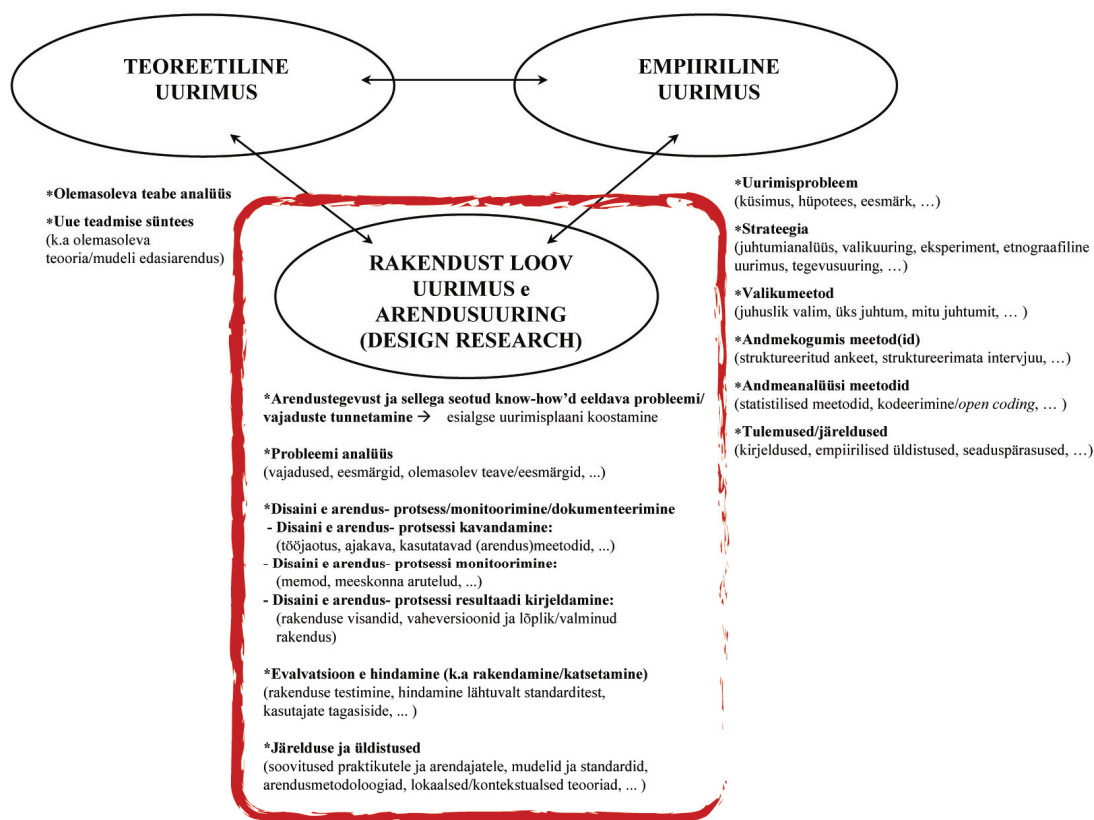 TEOREETILINE
UURIMUS
EMPIIRILINE
UURIMUS
*Olemasoleva teabe analüüs
*Uue teadmise süntees
(k.a olemasoleva
teooria/mudeli edasiarendus)
RAKENDUST LOOV
UURIMUS e
ARENDUSUURING
(DESIGN RESEARCH)
*Arendustegevust ja sellega seotud know-how’d eeldava probleemi/
vajaduste tunnetamine → esialgse uurimisplaani koostamine
*Probleemi analüüs
(vajadused, eesmärgid, olemasolev teave/eesmärgid, ...)
*Disaini e arendus- protsess/monitoorimine/dokumenteerimine
- Disaini e arendus- protsessi kavandamine:
(tööjaotus, ajakava, kasutatavad (arendus)meetodid, ...)
- Disaini e arendus- protsessi monitoorimine:
(memod, meeskonna arutelud, ...)
- Disaini e arendus- protsessi resultaadi kirjeldamine:
(rakenduse visandid, vaheversioonid ja lõplik/valminud
rakendus)
*Evalvatsioon e hindamine (k.a rakendamine/katsetamine)
(rakenduse testimine, hindamine lähtuvalt standarditest,
kasutajate tagasiside, ... )
*Järelduse ja üldistused
(soovitused praktikutele ja arendajatele, mudelid ja standardid,
arendusmetodoloogiad, lokaalsed/kontekstualsed teooriad, ... )
*Uurimisprobleem
(küsimus, hüpotees, eesmärk, …)
*Strateegia
(juhtumianalüüs, valikuuring, eksperiment, etnograafiline
uurimus, tegevusuuring, …)
*Valikumeetod
(juhuslik valim, üks juhtum, mitu juhtumit, … )
*Andmekogumis meetod(id)
(struktureeritud ankeet, struktureerimata intervjuu, …)
*Andmeanalüüsi meetodid
(statistilised meetodid, kodeerimine/open coding, … )
*Tulemused/järeldused
(kirjeldused, empiirilised üldistused, seaduspärasused, …)